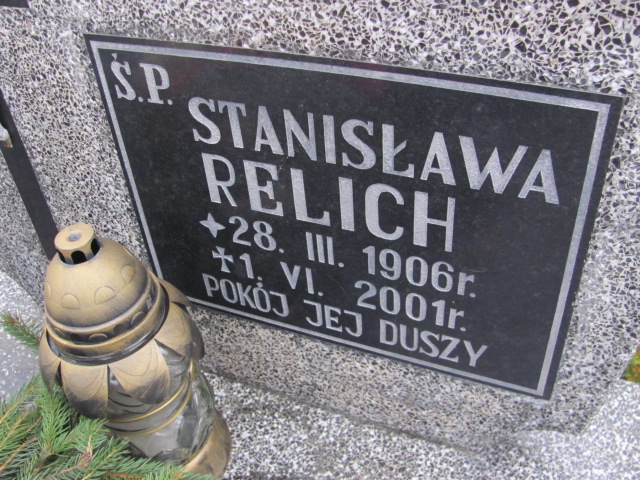 Ś.P.
STANISŁAWA
RELICH
28. III. 1906r.
1. VI. 2001r.
POKÓJ JEJ DUSZY